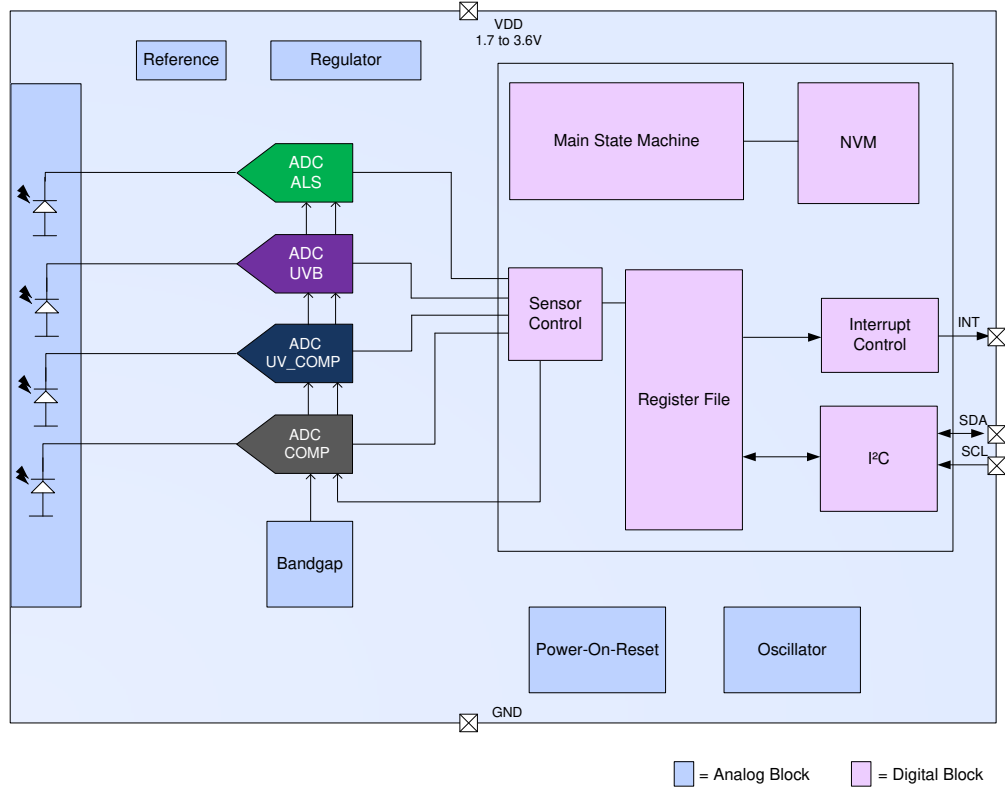 VDD
1.7 to 3.6V
Reference
Regulator
Main State Machine
NVM
ADC
ALS
ADC
UVB
ADC
UV_COMP
ADC
COMP
Sensor
Control
Register File
Interrupt
Control
INT
I²C
SDA
SCL
Bandgap
Power-On-Reset
Oscillator
GND
= Analog Block
= Digital Block